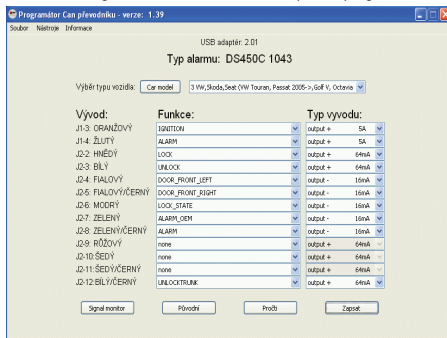 Programátor Can převodníku - verze: 1.39
Soubor Nástroje Informace
USB adaptér: 2.01
Typ alarmu: DS450C 1043
Výběr typu vozidla: Car model 3 VW,Skoda,Seat (VW Touran, Passat 2005->,Golf V, Octavia
Vývod: Funkce: Typ vyvodu:
J1-3: ORANŽOVÝ IGNITION output + 5A
J1-4: ŽLUTÝ ALARM output + 5A
J2-2: HNĚDÝ LOCK output + 64mA
J2-3: BÍLÝ UNLOCK output + 64mA
J2-4: FIALOVÝ DOOR_FRONT_LEFT output - 16mA
J2-5: FIALOVÝ/ČERNÝ DOOR_FRONT_RIGHT output - 16mA
J2-6: MODRÝ LOCK_STATE output - 16mA
J2-7: ZELENÝ ALARM_OEM output - 16mA
J2-8: ZELENÝ/ČERNÝ ALARM output - 16mA
J2-9: RŮŽOVÝ none output + 64mA
J2-10:ŠEDÝ none output + 64mA
J2-11:ŠEDÝ/ČERNÝ none output + 64mA
J2-12:BÍLÝ/ČERNÝ UNLOCKTRUNK output + 64mA
Signal monitor Původní Pročti Zapsat